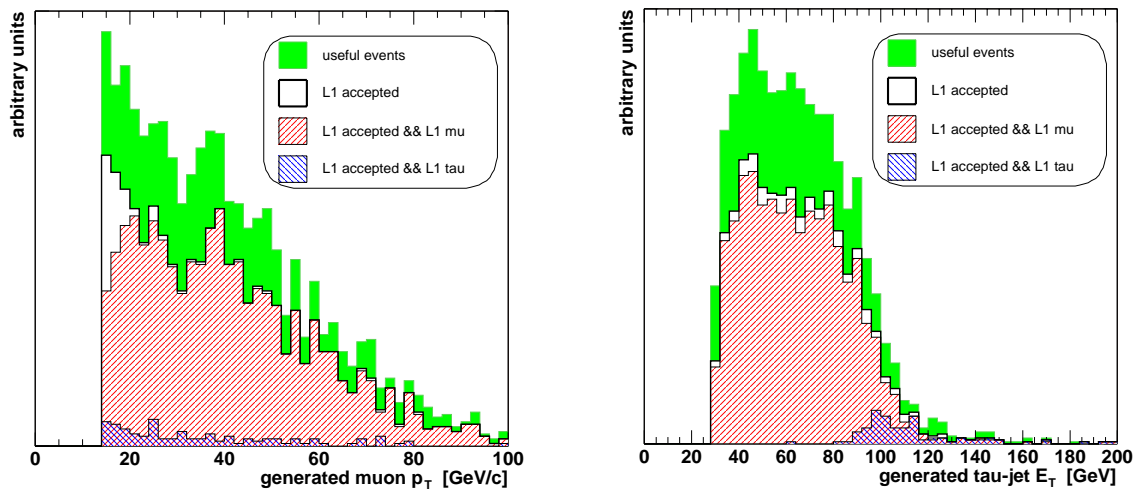 arbitrary units
useful events
L1 accepted
L1 accepted && L1 mu
L1 accepted && L1 tau
0 20 40 60 80 100
generated muon pT [GeV/c]
arbitrary units
useful events
L1 accepted
L1 accepted && L1 mu
L1 accepted && L1 tau
0 20 40 60 80 100 120 140 160 180 200
generated tau-jet ET [GeV]